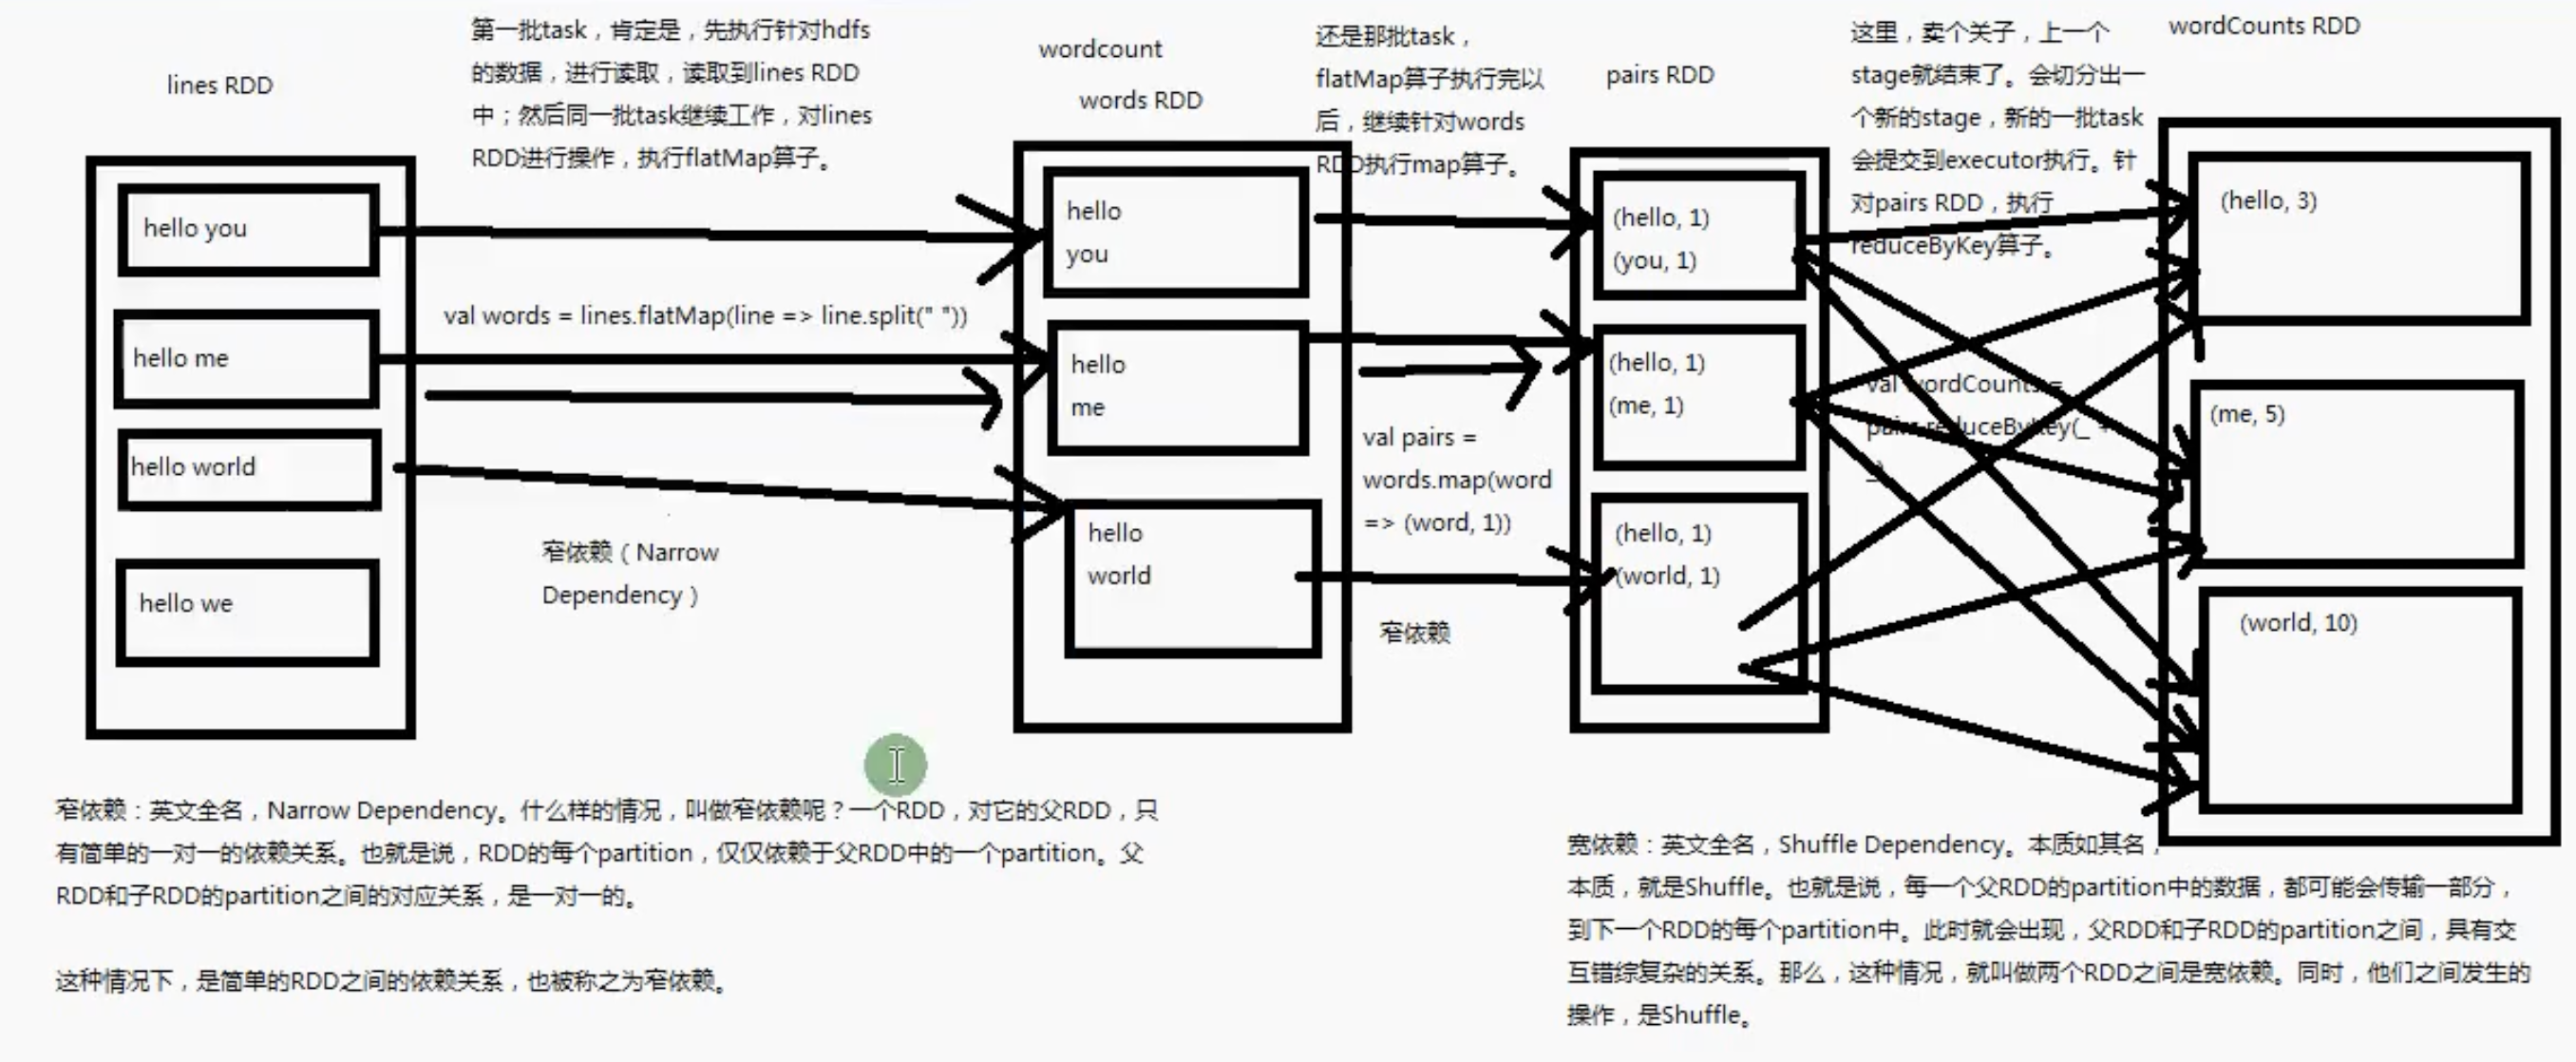 lines RDD
第一批task，肯定是，先执行针对hdfs
的数据，进行读取，读取到lines RDD
中；然后同一批task继续工作，对lines
RDD进行操作，执行flatMap算子。
wordcount
words RDD
还是那批task，
flatMap算子执行完以
后，继续针对words
RDD执行map算子。
pairs RDD
这里，卖个关子，上一个
stage就结束了。会切分出一
个新的stage，新的一批task
会提交到executor执行。针
对pairs RDD，执行
reduceByKey算子。
wordCounts RDD
hello you
hello me
hello world
hello we
val words = lines.flatMap(line => line.split(" "))
窄依赖（Narrow
Dependency）
hello
you
hello
me
hello
world
val pairs =
words.map(word
=> (word, 1))
窄依赖
(hello, 1)
(you, 1)
(hello, 1)
(me, 1)
(hello, 1)
(world, 1)
val wordCounts =
pairs.reduceByKey(_ +
_)
(hello, 3)
(me, 5)
(world, 10)
窄依赖：英文全名，Narrow Dependency。什么样的情况，叫做窄依赖呢？一个RDD，对它的父RDD，只
有简单的一对一的依赖关系。也就是说，RDD的每个partition，仅仅依赖于父RDD中的一个partition。父
RDD和子RDD的partition之间的对应关系，是一对一的。
这种情况下，是简单的RDD之间的依赖关系，也被称之为窄依赖。
宽依赖：英文全名，Shuffle Dependency。本质如其名，
本质，就是Shuffle。也就是说，每一个父RDD的partition中的数据，都可能会传输一部分，
到下一个RDD的每个partition中。此时就会出现，父RDD和子RDD的partition之间，具有交
互错综复杂的关系。那么，这种情况，就叫做两个RDD之间是宽依赖。同时，他们之间发生的
操作，是Shuffle。